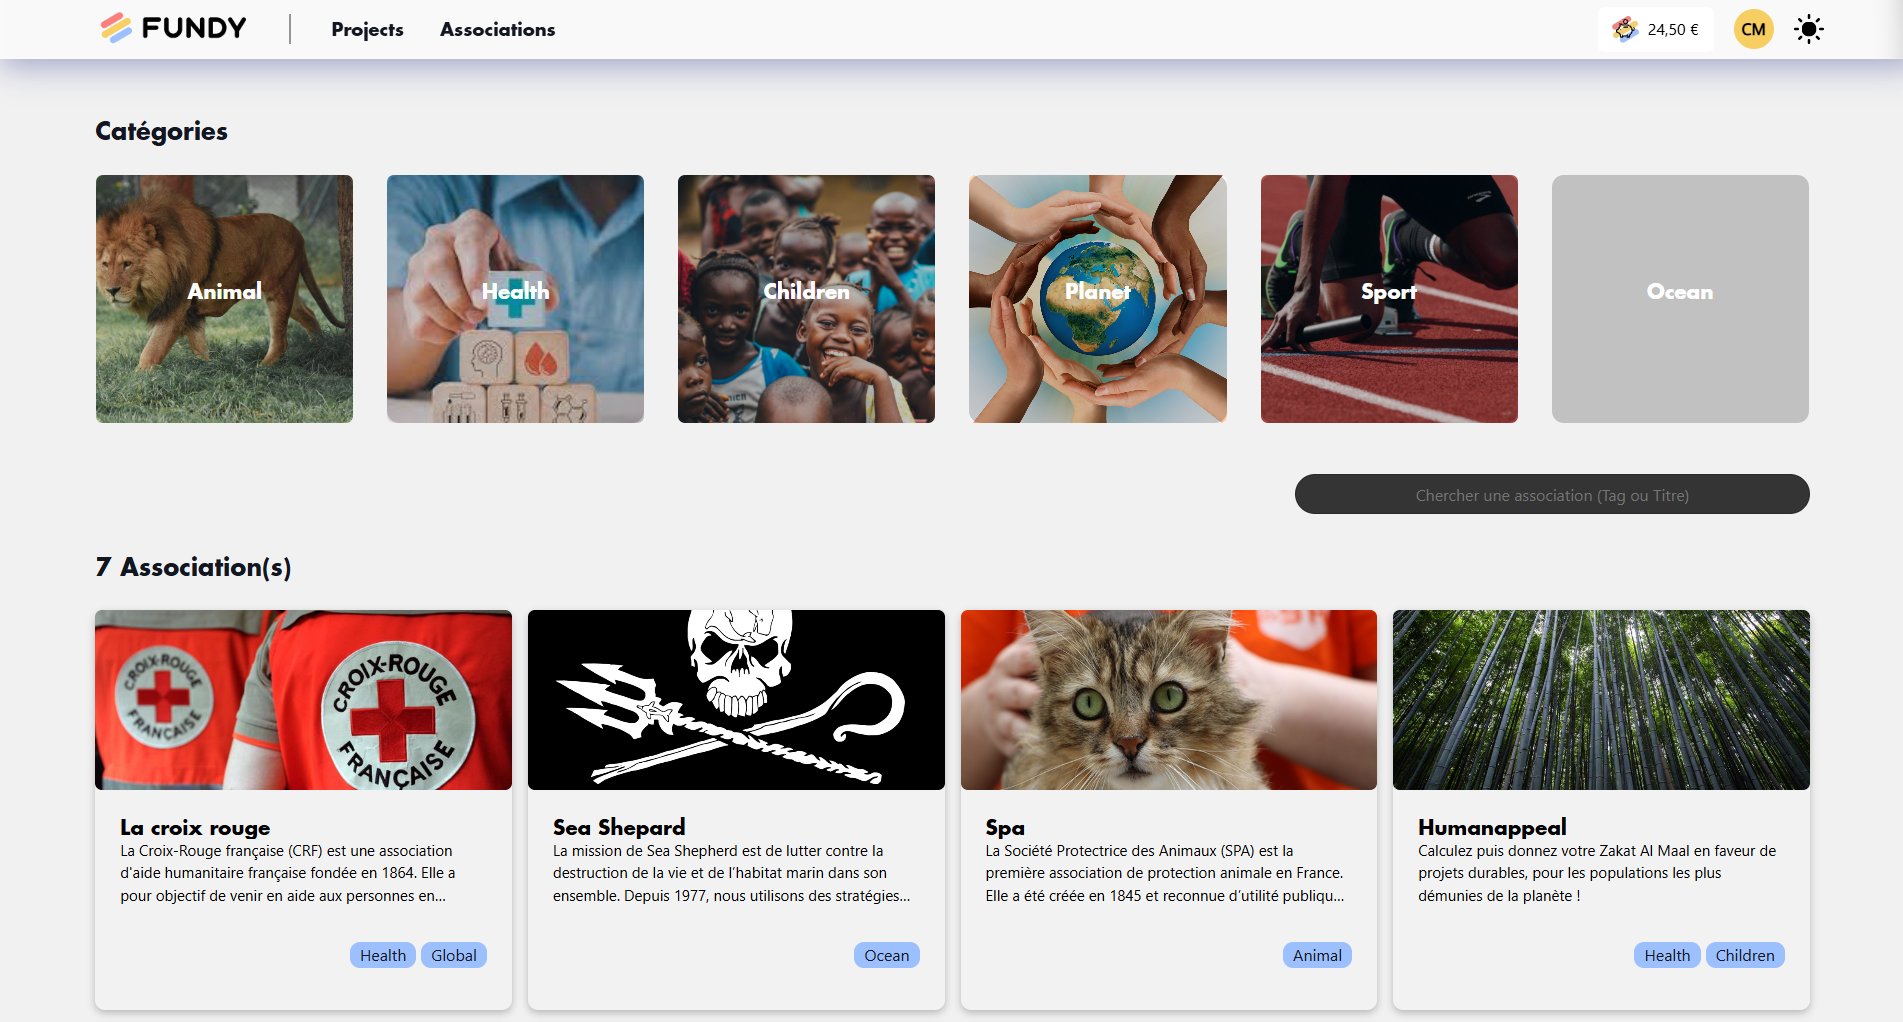 FUNDY
Projects
Associations
24,50 €
CM
Catégories
Animal
Health
Children
Planet
Sport
Ocean
Chercher une association (Tag ou Titre)
7 Association(s)
CROIX-ROUGE
FRANÇAISE
CROIX-ROUGE
FRANÇAISE
La croix rouge
La Croix-Rouge française (CRF) est une association
d'aide humanitaire française fondée en 1864. Elle a
pour objectif de venir en aide aux personnes en...
Health
Global
Sea Shepard
La mission de Sea Shepherd est de lutter contre la
destruction de la vie et de l’habitat marin dans son
ensemble. Depuis 1977, nous utilisons des stratégies...
Ocean
Spa
La Société Protectrice des Animaux (SPA) est la
première association de protection animale en France.
Elle a été créée en 1845 et reconnue d’utilité publiqu...
Animal
Humanappeal
Calculez puis donnez votre Zakat Al Maal en faveur de
projets durables, pour les populations les plus
démunies de la planète !
Health
Children